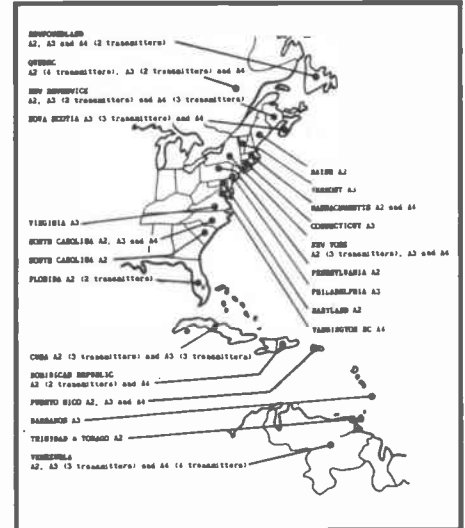 NEWFOUNDLAND
A2, A3 and A4 (2 transmitters)
QUEBEC
A2 (4 transmitters), A3 (2 transmitters) and A4
NEW BRUNSWICK
A2, A3 (2 transmitters) and A4 (3 transmitters)
NOVA SCOTIA A3 (3 transmitters) and A4
MAINE A2
VERMONT A3
MASSACHUSETTS A2 and A4
CONNECTICUT A3
NEW YORK
A2 (3 transmitters), A3 and A4
PENNSYLVANIA A2
PHILADELPHIA A3
MARYLAND A2
WASHINGTON DC A4
VIRGINIA A3
NORTH CAROLINA A2, A3 and A4
SOUTH CAROLINA A2
FLORIDA A2 (2 transmitters)
CUBA A2 (3 transmitters) and A3 (3 transmitters)
DOMINICAN REPUBLIC
A2 (2 transmitters) and A4
PUERTO RICO A2, A3 and A4
BARBADOS A3
TRINIDAD & TOBAGO A2
VENEZUELA
A2, A3 (3 transmitters) and A4 (4 transmitters)